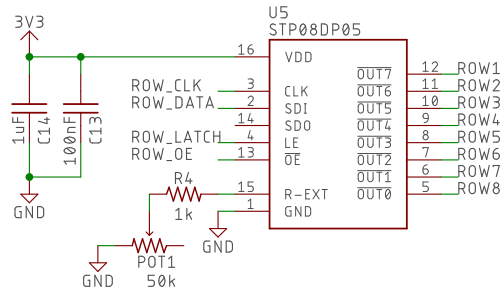 U5
STP08DP05
3V3
16 VDD
OUT7 12 ROW1
ROW_CLK 3 CLK OUT6 11 ROW2
ROW_DATA 2 SDI OUT5 10 ROW3
14 SDO OUT4 9 ROW4
ROW_LATCH 4 LE OUT3 8 ROW5
ROW_OE 13 OE OUT2 7 ROW6
OUT1 6 ROW7
R-EXT OUT0 5 ROW8
1uF C14
100nF C13
GND
R4
1k
15
1 GND
GND
POT1
50k
GND